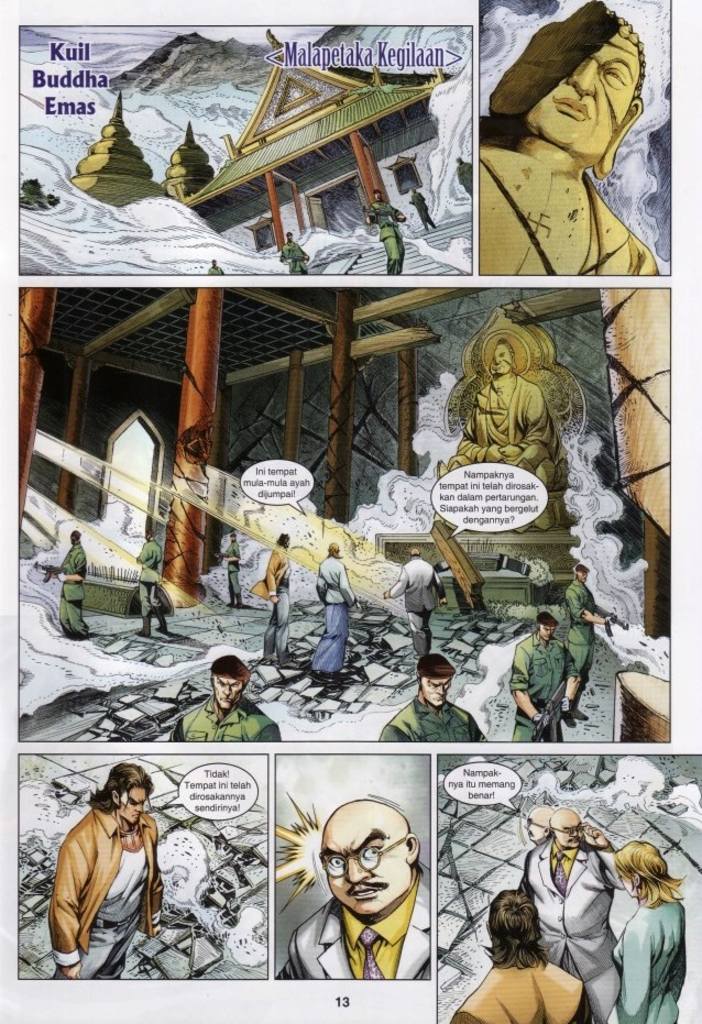 Kuil
Buddha
Emas
<Malapetaka Kegilaan>
Ini tempat
mula-mula ayah
dijumpai!
Nampaknya
tempat ini telah dirosak-
kan dalam pertarungan.
Siapakah yang bergelut
dengannya?
Tidak!
Tempat ini telah
dirosakannya
sendirinya!
Nampak-
nya itu memang
benar!
13